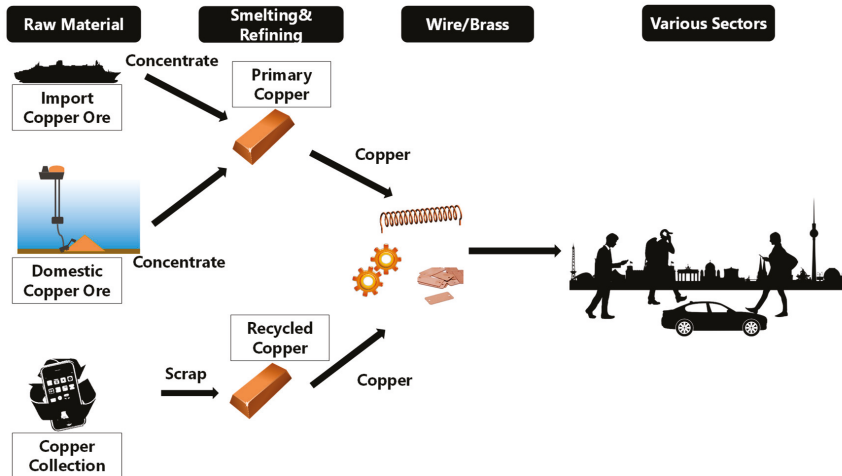 Raw Material
Smelting&
Refining
Wire/Brass
Various Sectors
Concentrate
Import
Copper Ore
Primary
Copper
Copper
Domestic
Copper Ore
Concentrate
Recycled
Copper
Scrap
Copper
Copper
Collection